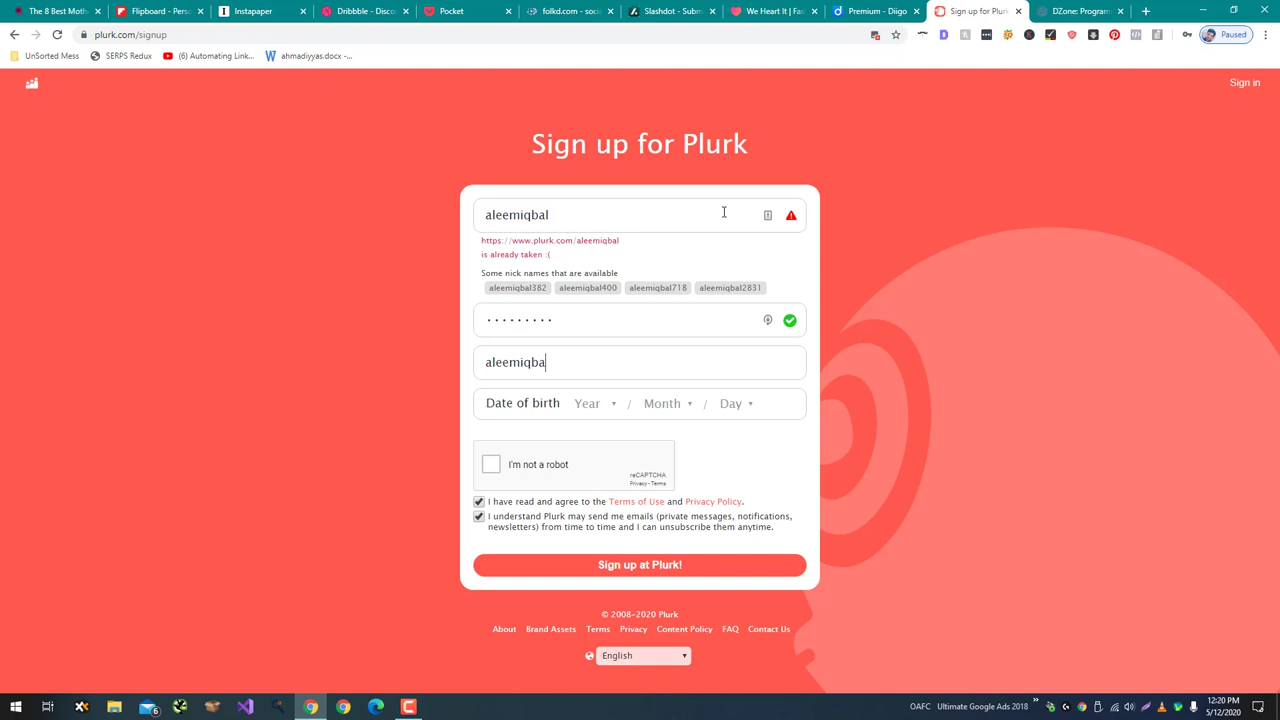 The 8 Best Moth
Flipboard - Perso
Instapaper
Dribbble - Disco
Pocket
folkd.com - socia
Slashdot - Subm
We Heart It | Fas
Premium - Diigo
Sign up for Plurk
DZone: Program
plurk.com/signup
Paused
UnSorted Mess
SERPS Redux
(6) Automating Link...
ahmadiyyas.docx -...
Sign in
Sign up for Plurk
aleemiqbal
https://www.plurk.com/aleemiqbal
is already taken :(
Some nick names that are available
aleemiqbal382 aleemiqbal400 aleemiqbal718 aleemiqbal2831
aleemiqba
Date of birth Year / Month / Day
I'm not a robot
reCAPTCHA
Privacy - Terms
I have read and agree to the Terms of Use and Privacy Policy.
I understand Plurk may send me emails (private messages, notifications,
newsletters) from time to time and I can unsubscribe them anytime.
Sign up at Plurk!
© 2008-2020 Plurk
About Brand Assets Terms Privacy Content Policy FAQ Contact Us
English
6
OAFC Ultimate Google Ads 2018
12:20 PM
5/12/2020